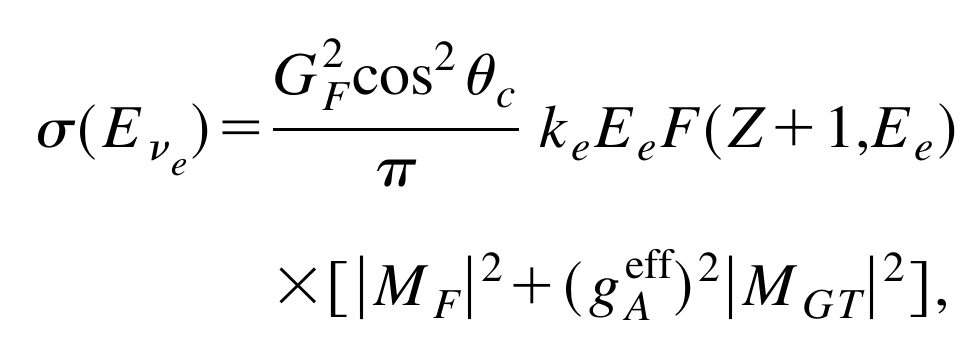 σ(E_{ν_e}) = \frac{G_F^2 cos^2 θ_c}{π} k_e E_e F(Z+1,E_e)
×[|M_F|^2 + (g_A^{eff})^2 |M_{GT}|^2],